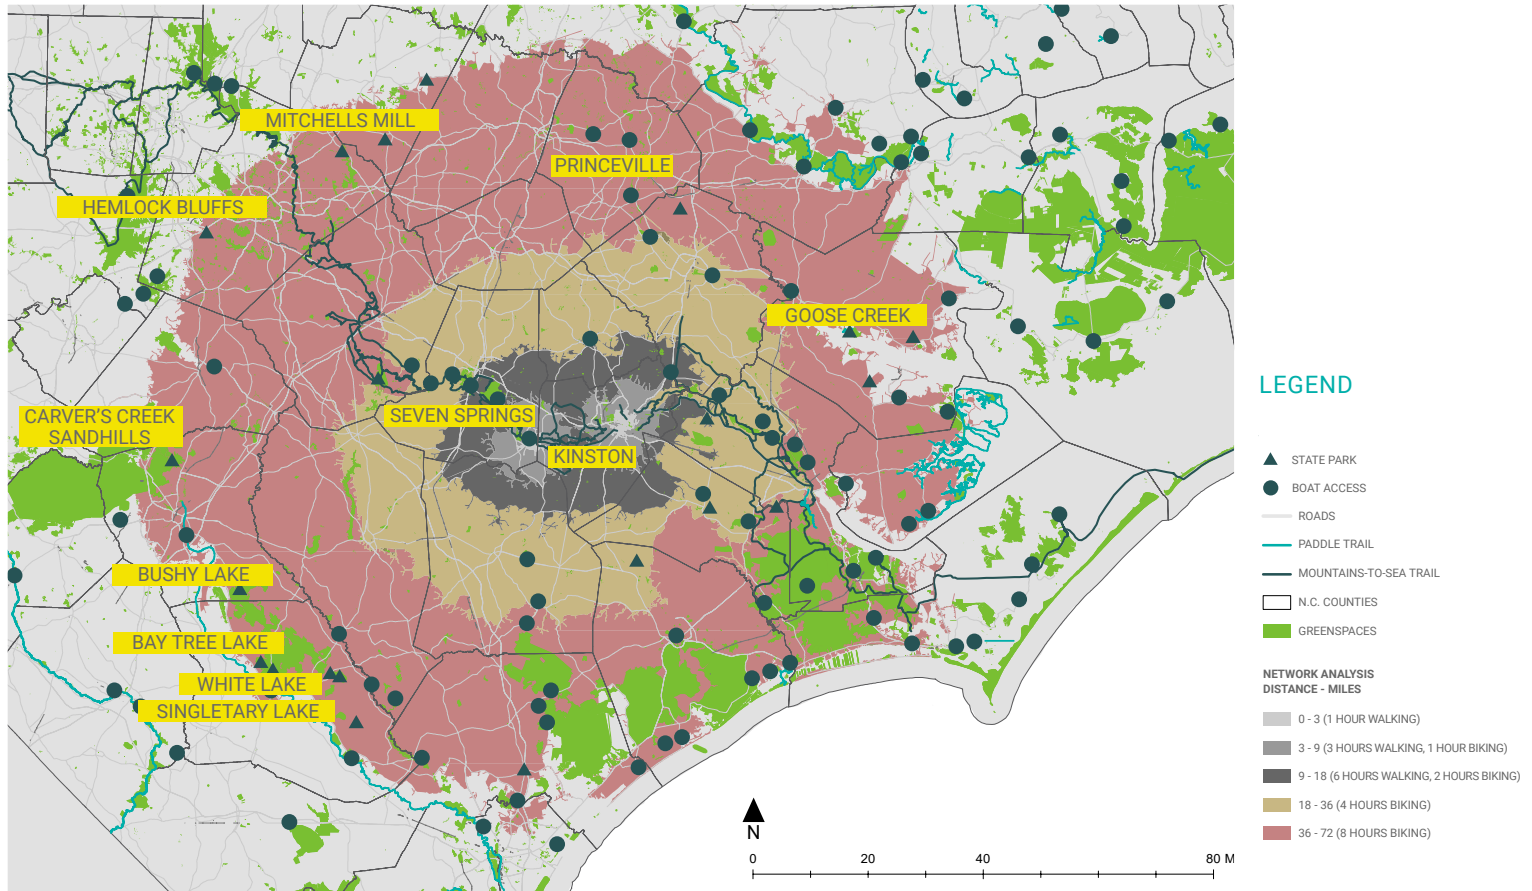 MITCHELLS MILL
PRINCEVILLE
HEMLOCK BLUFFS
GOOSE CREEK
CARVER'S CREEK
SANDHILLS
SEVEN SPRINGS
KINSTON
BUSHY LAKE
BAY TREE LAKE
WHITE LAKE
SINGLETARY LAKE
N
0 20 40 80 M
LEGEND
STATE PARK
BOAT ACCESS
ROADS
PADDLE TRAIL
MOUNTAINS-TO-SEA TRAIL
N.C. COUNTIES
GREENSPACES
NETWORK ANALYSIS
DISTANCE - MILES
0 - 3 (1 HOUR WALKING)
3 - 9 (3 HOURS WALKING, 1 HOUR BIKING)
9 - 18 (6 HOURS WALKING, 2 HOURS BIKING)
18 - 36 (4 HOURS BIKING)
36 - 72 (8 HOURS BIKING)